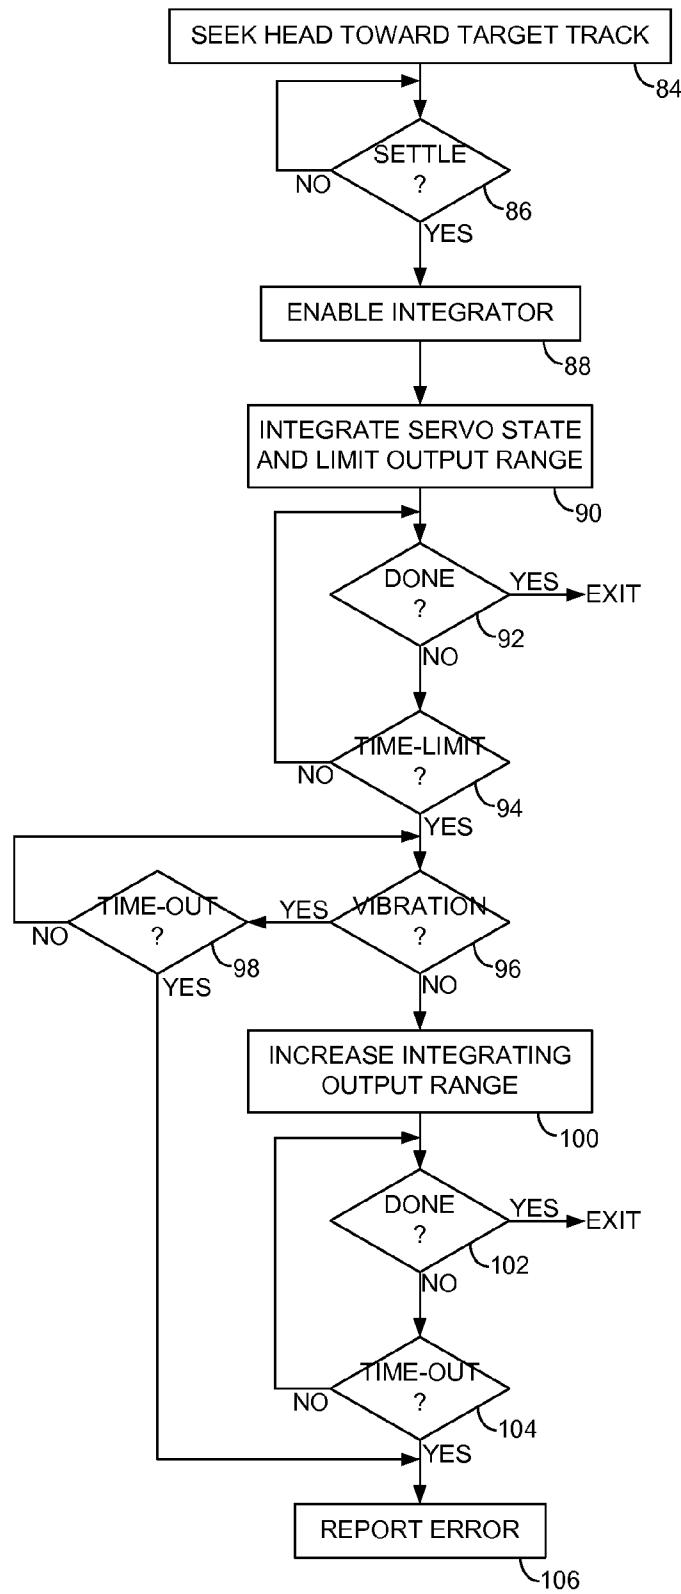 SEEK HEAD TOWARD TARGET TRACK
84
SETTLE
?
NO
86
YES
ENABLE INTEGRATOR
88
INTEGRATE SERVO STATE
AND LIMIT OUTPUT RANGE
90
DONE
?
YES
EXIT
92
NO
TIME-LIMIT
?
NO
94
YES
TIME-OUT
?
YES
VIBRATION
?
NO
98
96
YES
NO
INCREASE INTEGRATING
OUTPUT RANGE
100
DONE
?
YES
EXIT
102
NO
TIME-OUT
?
NO
104
YES
REPORT ERROR
106